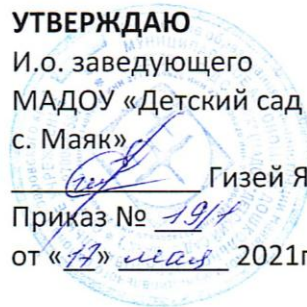 УТВЕРЖДАЮ
И.о. заведующего
МАДОУ «Детский сад
с. Маяк»
Гизей Я
Приказ № 19/1
от «17» мая 2021г